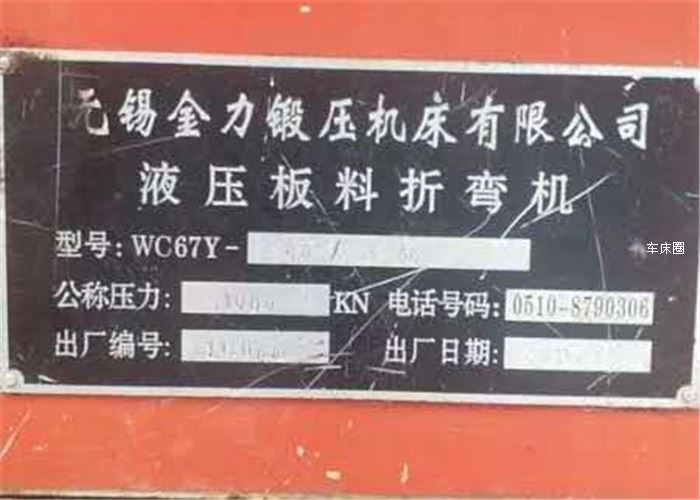 无锡金力锻压机床有限公司
液压板料折弯机
型号: WC67Y-
公称压力: KN 电话号码: 0510-8790306
出厂编号: 出厂日期:
车床圈